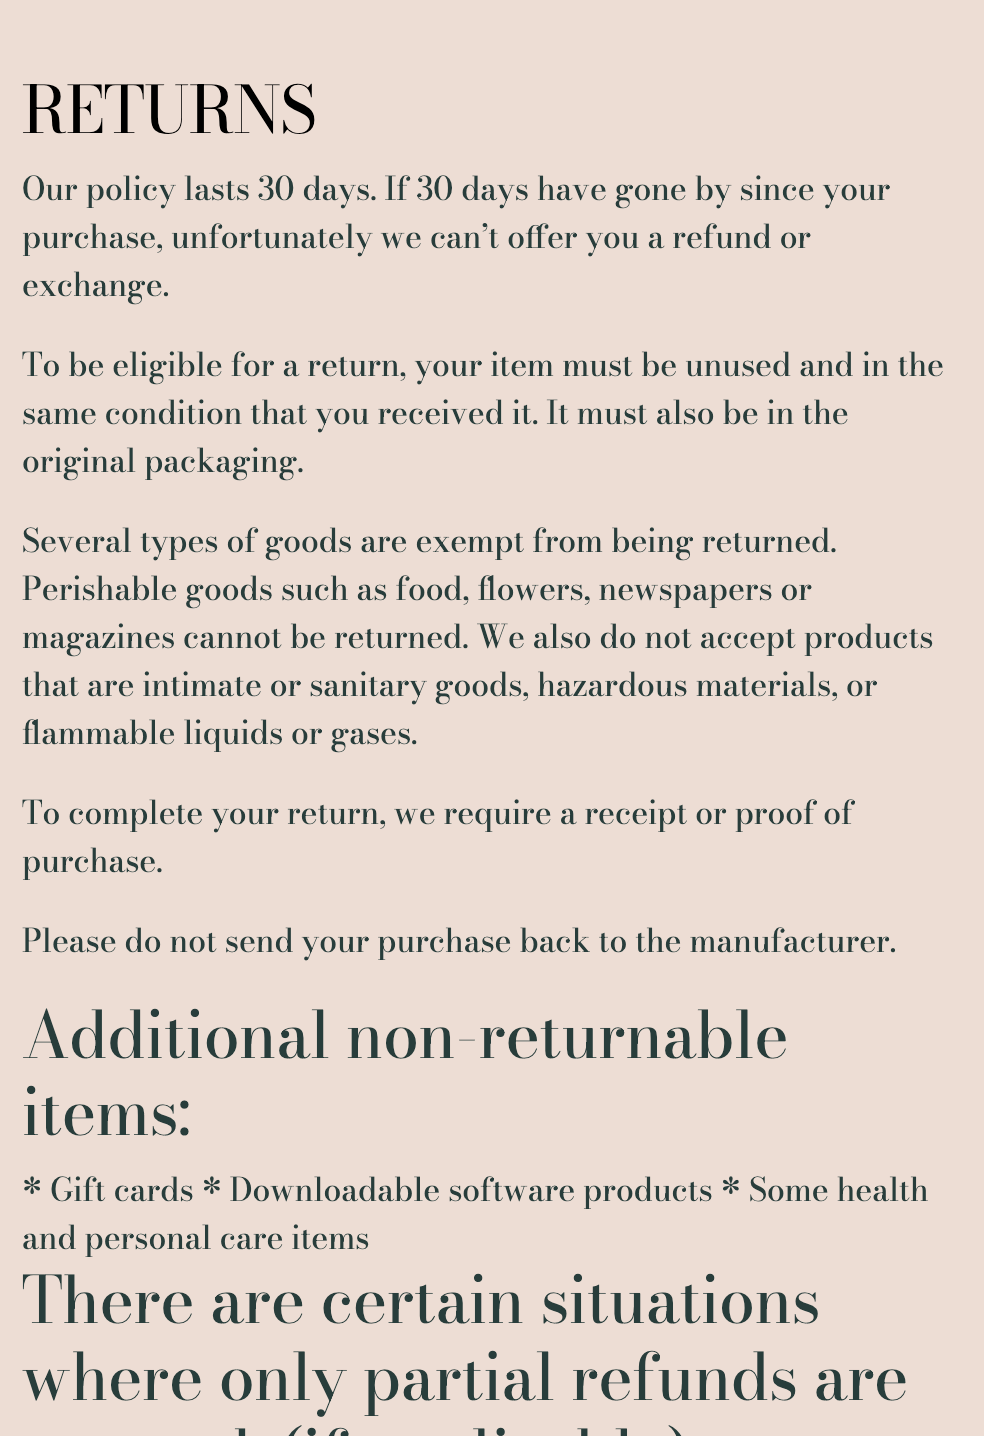 RETURNS
Our policy lasts 30 days. If 30 days have gone by since your
purchase, unfortunately we can’t offer you a refund or
exchange.
To be eligible for a return, your item must be unused and in the
same condition that you received it. It must also be in the
original packaging.
Several types of goods are exempt from being returned.
Perishable goods such as food, flowers, newspapers or
magazines cannot be returned. We also do not accept products
that are intimate or sanitary goods, hazardous materials, or
flammable liquids or gases.
To complete your return, we require a receipt or proof of
purchase.
Please do not send your purchase back to the manufacturer.
Additional non-returnable
items:
* Gift cards * Downloadable software products * Some health
and personal care items
There are certain situations
where only partial refunds are